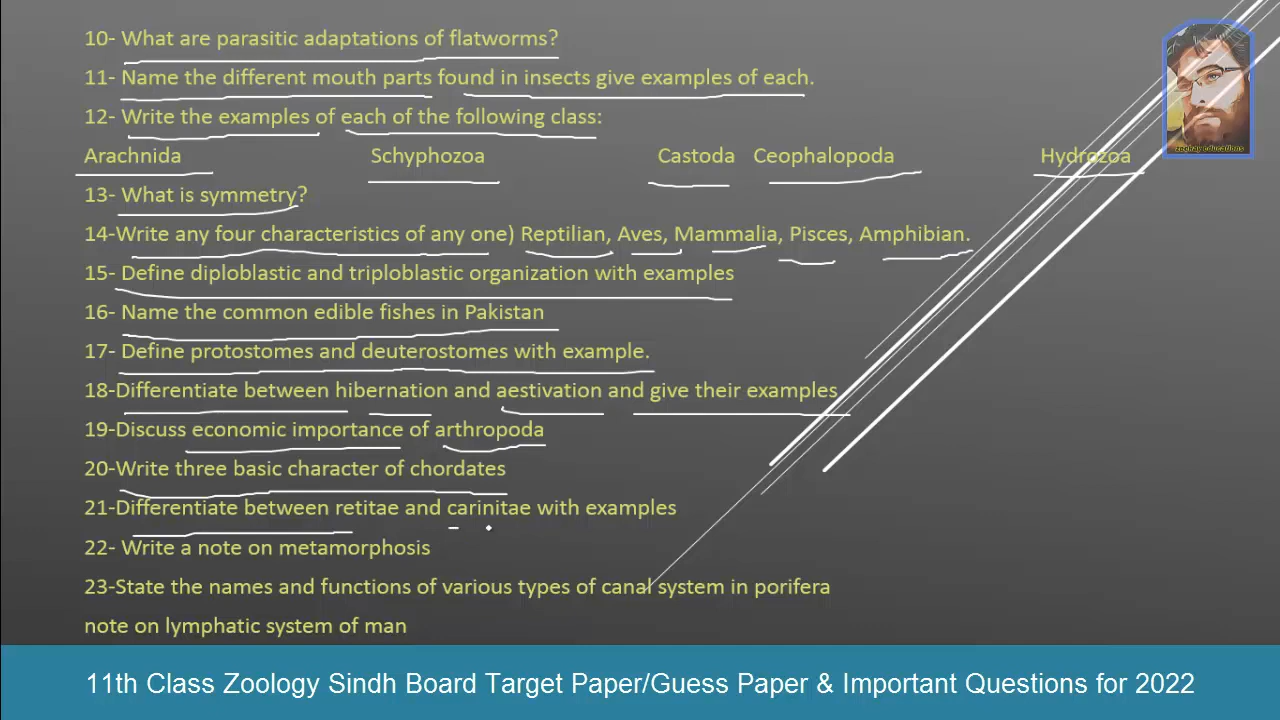 10- What are parasitic adaptations of flatworms?
11- Name the different mouth parts found in insects give examples of each.
12- Write the examples of each of the following class:
Arachnida Schyphozoa Castoda Ceophalopoda Hydrozoa
13- What is symmetry?
14-Write any four characteristics of any one) Reptilian, Aves, Mammalia, Pisces, Amphibian.
15- Define diploblastic and triploblastic organization with examples
16- Name the common edible fishes in Pakistan
17- Define protostomes and deuterostomes with example.
18-Differentiate between hibernation and aestivation and give their examples
19-Discuss economic importance of arthropoda
20-Write three basic character of chordates
21-Differentiate between retitae and carinitae with examples
22- Write a note on metamorphosis
23-State the names and functions of various types of canal system in porifera
note on lymphatic system of man
zeekay educations
11th Class Zoology Sindh Board Target Paper/Guess Paper & Important Questions for 2022